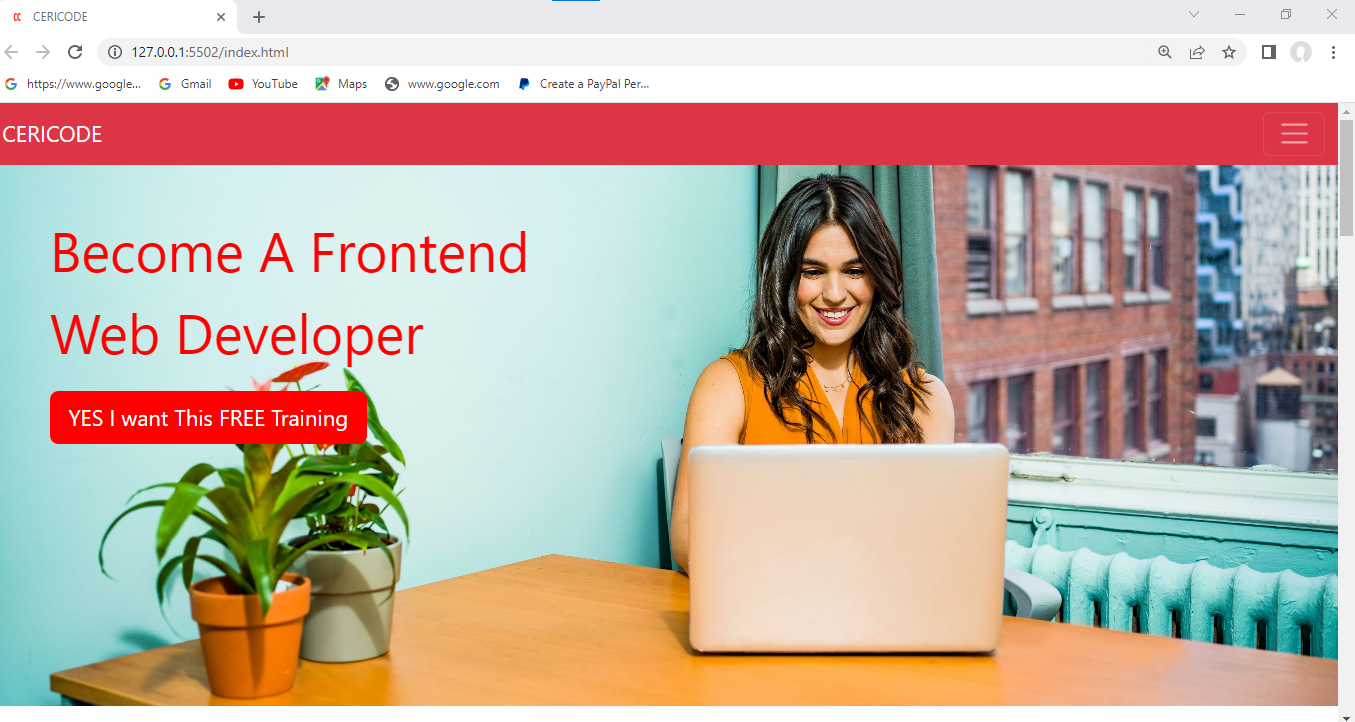 CERICODE
127.0.0.1:5502/index.html
https://www.google...
Gmail
YouTube
Maps
www.google.com
Create a PayPal Per...
CERICODE
Become A Frontend
Web Developer
YES I want This FREE Training